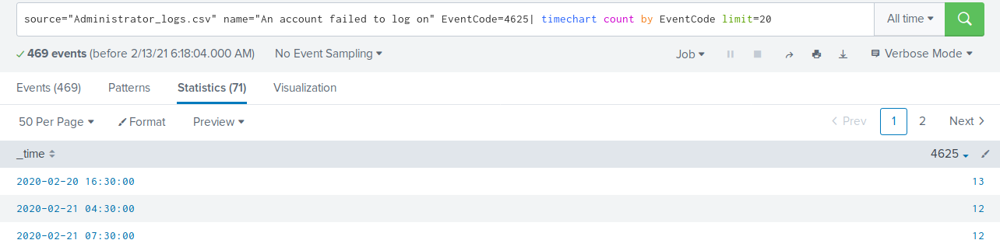 source="Administrator_logs.csv" name="An account failed to log on" EventCode=4625| timechart count by EventCode limit=20 All time
469 events (before 2/13/21 6:18:04.000 AM) No Event Sampling Job Verbose Mode
Events (469) Patterns Statistics (71) Visualization
50 Per Page Format Preview Prev 1 2 Next
_time 4625
2020-02-20 16:30:00 13
2020-02-21 04:30:00 12
2020-02-21 07:30:00 12